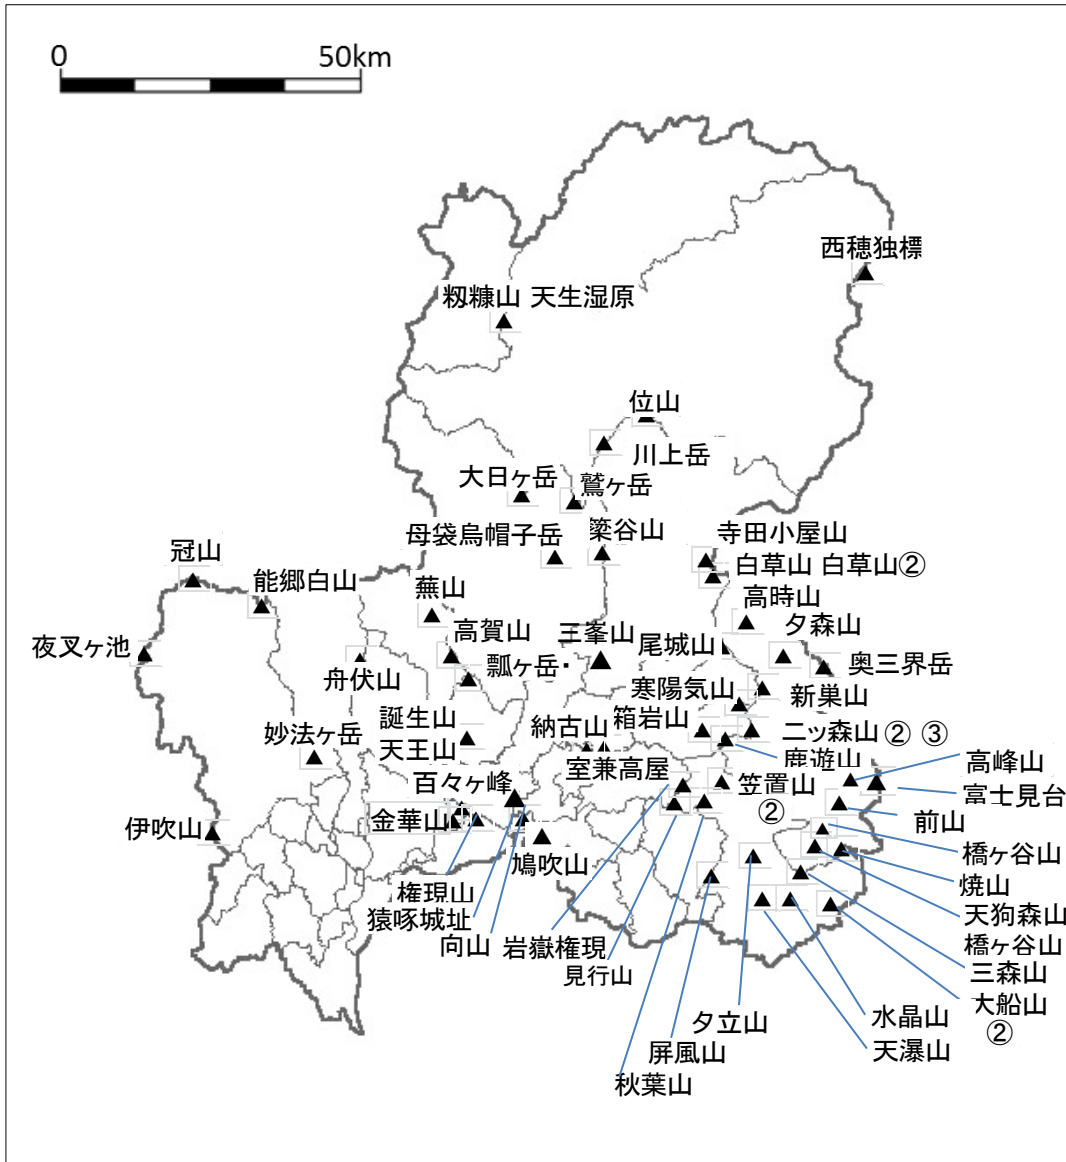 0 50km
西穂独標
籾糠山 天生湿原
位山
川上岳
大日ヶ岳
鷲ヶ岳
母袋烏帽子岳
簗谷山
寺田小屋山
白草山 白草山②
冠山
能郷白山
蕪山
高時山
高賀山
三峯山
尾城山
夕森山
夜叉ヶ池
舟伏山
瓢ヶ岳・
奥三界岳
寒陽気山
新巣山
誕生山
天王山
納古山
箱岩山
妙法ヶ岳
二ッ森山② ③
鹿遊山
室兼高屋
百々ヶ峰
笠置山
②
高峰山
富士見台
伊吹山
金華山
前山
鳩吹山
橋ヶ谷山
焼山
権現山
猿啄城址
向山
岩嶽権現
見行山
天狗森山
橋ヶ谷山
三森山
大船山
②
夕立山
水晶山
屏風山
天瀑山
秋葉山